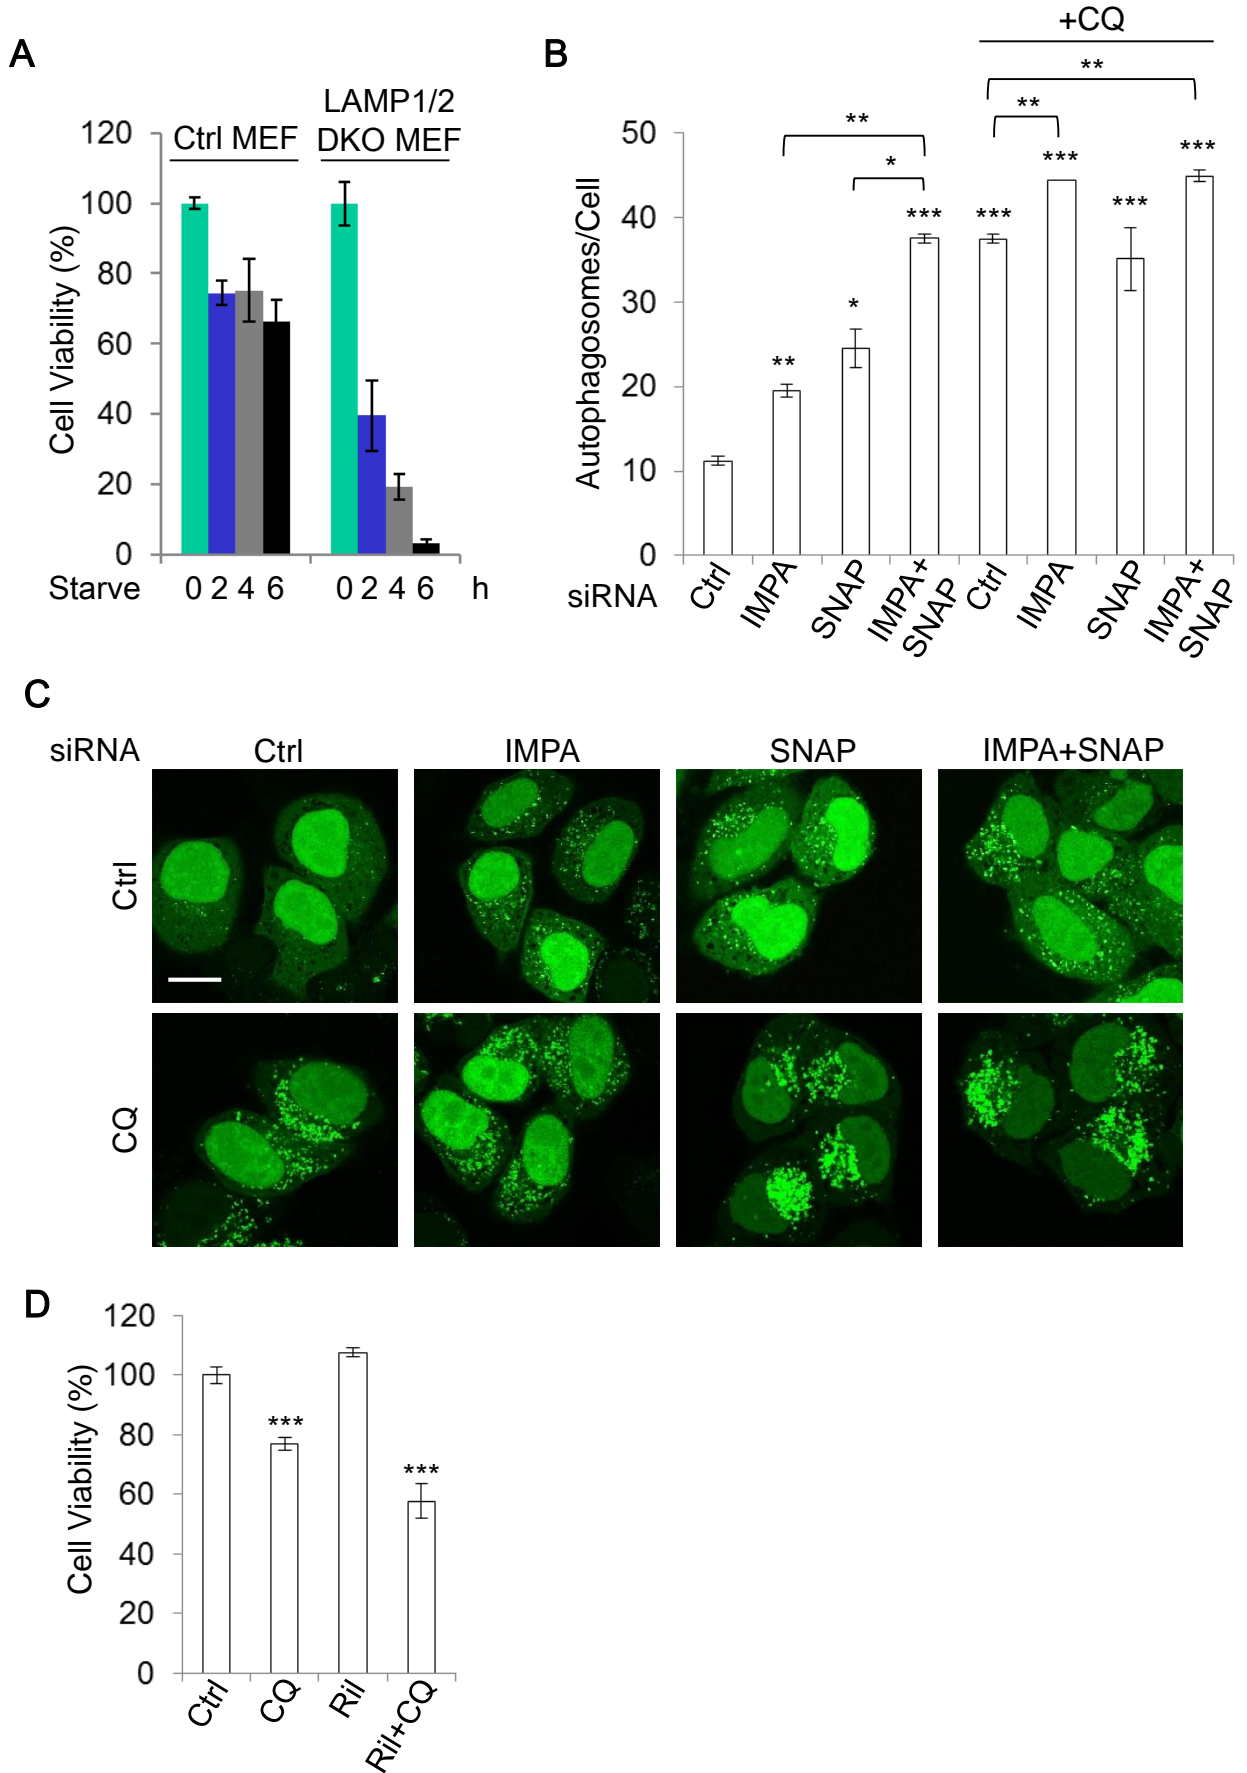 A
Ctrl MEF
LAMP1/2
DKO MEF
Cell Viability (%)
120
100
80
60
40
20
0
Starve 0 2 4 6 0 2 4 6 h
B
+CQ
**
**
**
*
***
***
***
***
***
*
**
Autophagosomes/Cell
50
40
30
20
10
0
siRNA
Ctrl
IMPA
SNAP
IMPA+
SNAP
Ctrl
IMPA
SNAP
IMPA+
SNAP
C
siRNA Ctrl IMPA SNAP IMPA+SNAP
Ctrl
CQ
D
Cell Viability (%)
120
100
80
60
40
20
0
***
***
Ctrl
CQ
Ril
Ril+CQ